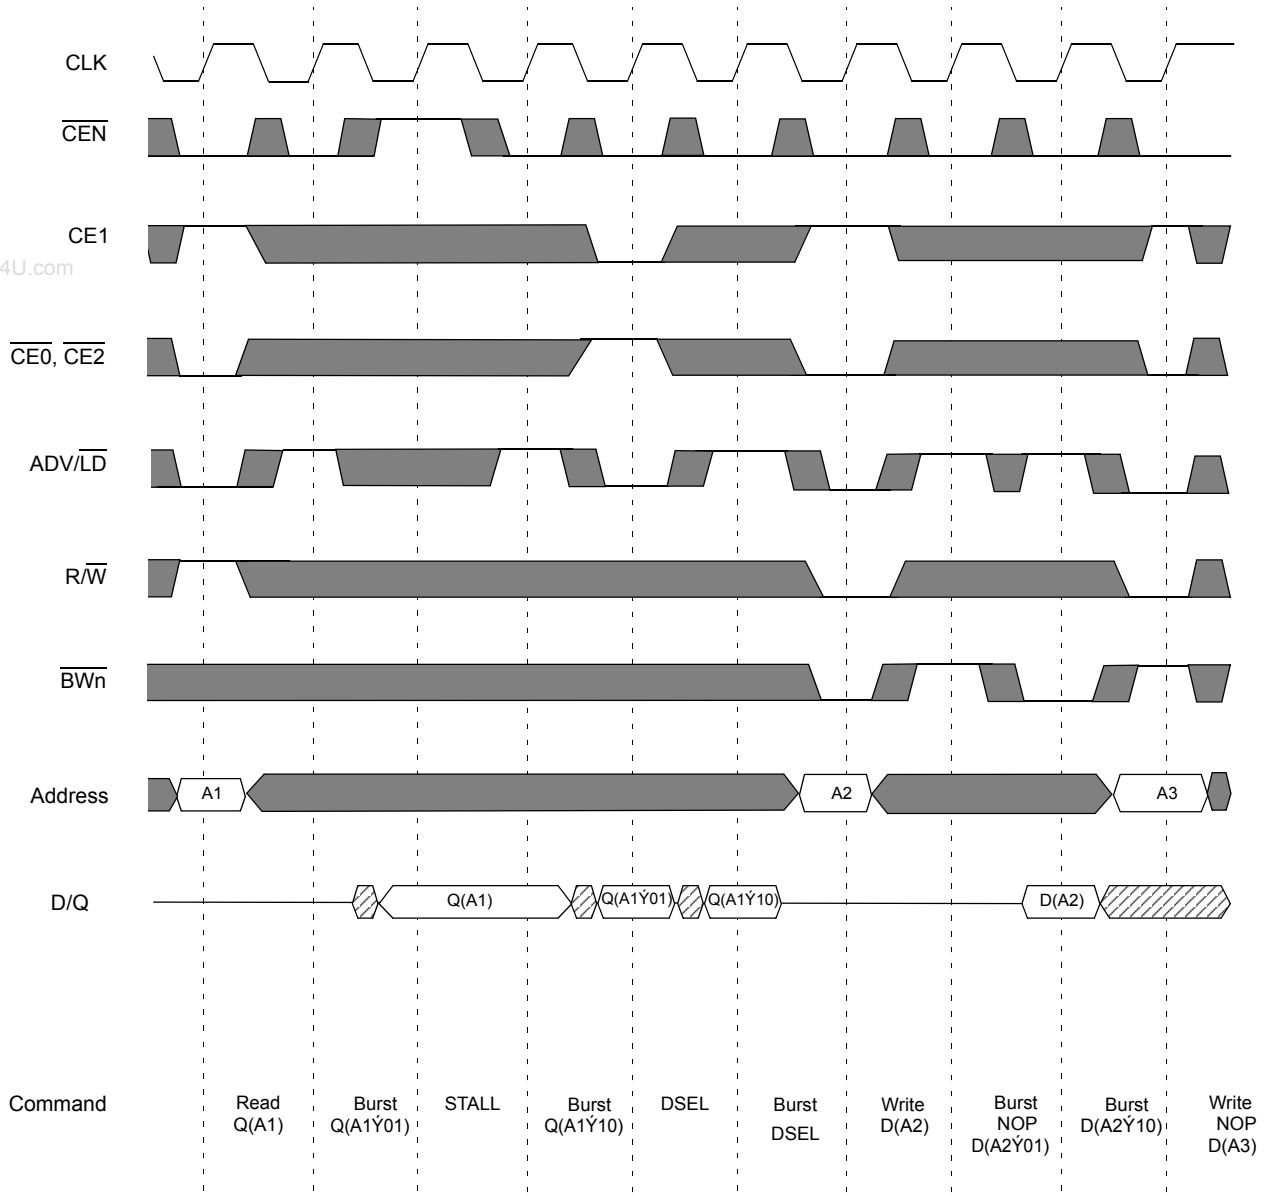 CLK
CEN
CE1
4U.com
CE0, CE2
ADV/LD
R/W
BWn
Address A1 A2 A3
D/Q Q(A1) Q(A1Ý01) Q(A1Ý10) D(A2)
Command
Read
Q(A1)
Burst
Q(A1Ý01)
STALL
Burst
Q(A1Ý10)
DSEL
Burst
DSEL
Write
D(A2)
Burst
NOP
D(A2Ý01)
Burst
D(A2Ý10)
Write
NOP
D(A3)